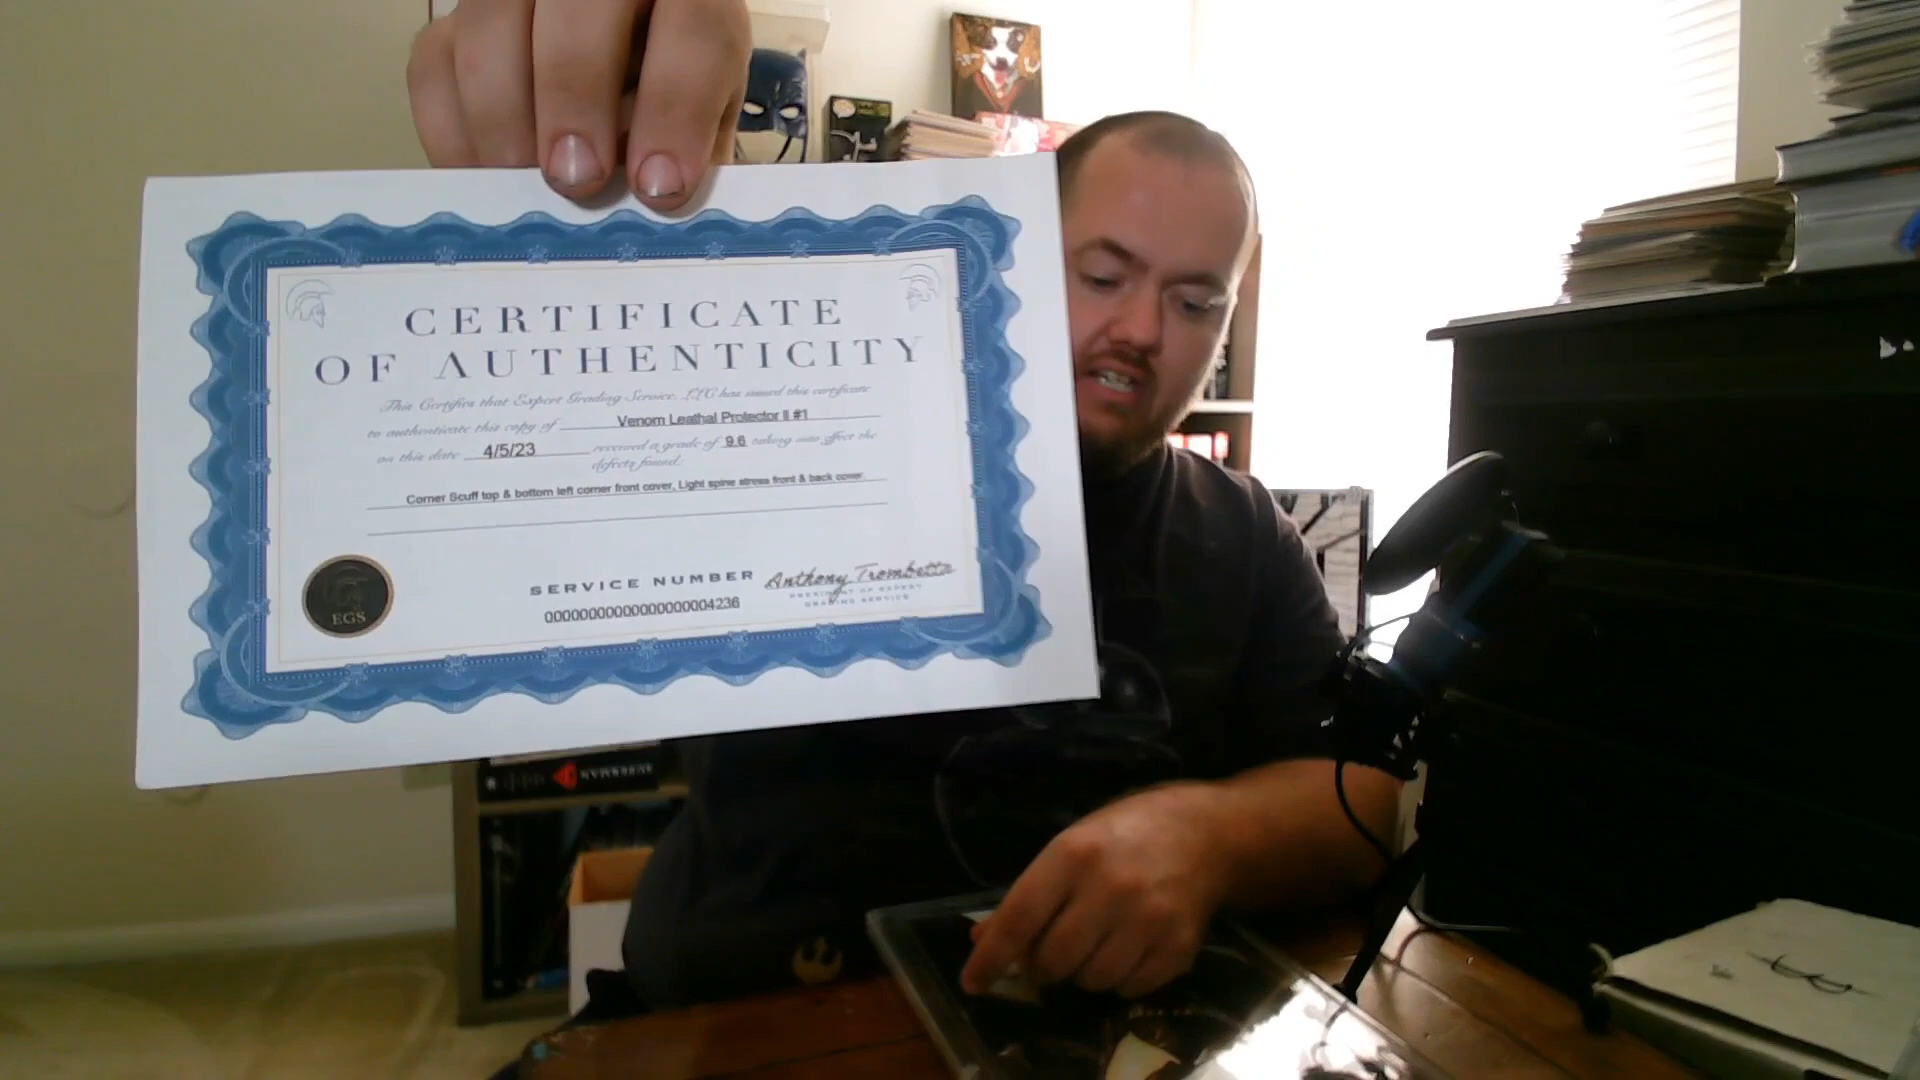 CERTIFICATE
OF AUTHENTICITY
This Certifies that Expert Grading Service, LLC has issued this certificate
to authenticate this copy of Venom Leathal Protector II #1
on this date 4/5/23 received a grade of 9.6 taking into effect the
defects found:
Corner Scuff top & bottom left corner front cover, Light spine stress front & back cover.
SERVICE NUMBER
00000000000000000004236
Anthony Trombetta
PRESIDENT OF EXPERT
GRADING SERVICE
EGS